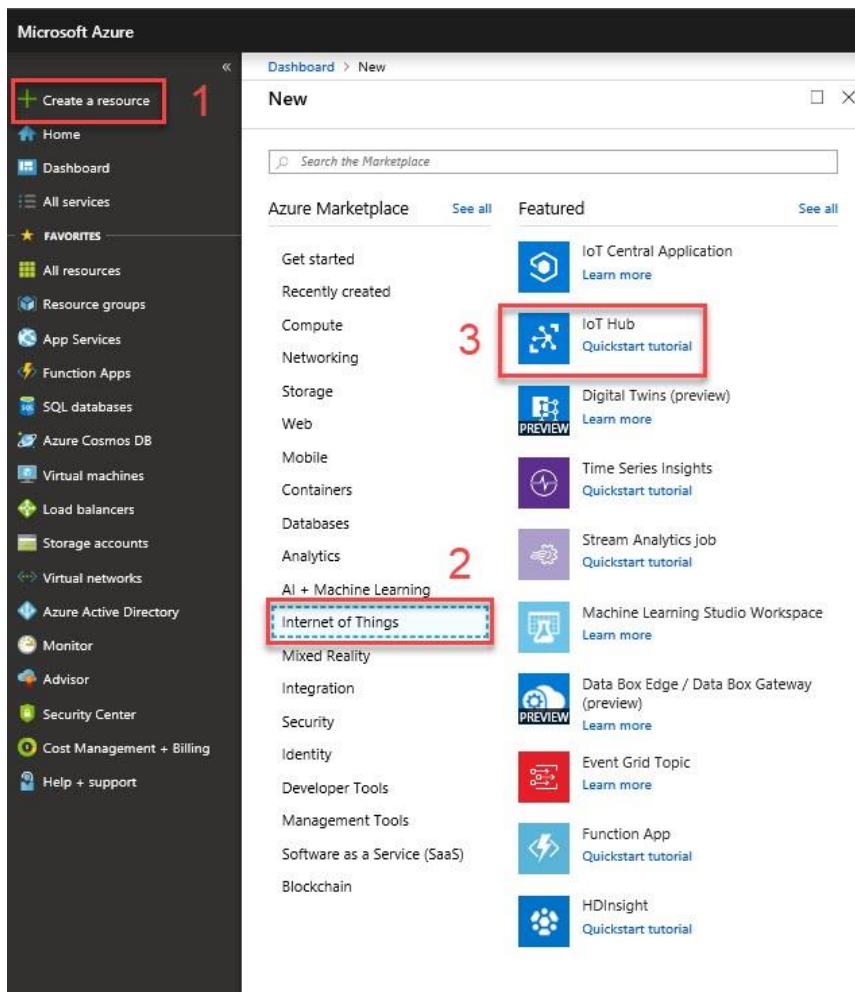 Microsoft Azure
«
Create a resource
1
Home
Dashboard
All services
FAVORITES
All resources
Resource groups
App Services
Function Apps
SQL databases
Azure Cosmos DB
Virtual machines
Load balancers
Storage accounts
Virtual networks
Azure Active Directory
Monitor
Advisor
Security Center
Cost Management + Billing
Help + support
Dashboard > New
New
Search the Marketplace
Azure Marketplace See all
Get started
Recently created
Compute
Networking
Storage
Web
Mobile
Containers
Databases
Analytics
AI + Machine Learning
2
Internet of Things
Mixed Reality
Integration
Security
Identity
Developer Tools
Management Tools
Software as a Service (SaaS)
Blockchain
Featured See all
IoT Central Application
Learn more
3
IoT Hub
Quickstart tutorial
PREVIEW
Digital Twins (preview)
Learn more
Time Series Insights
Quickstart tutorial
Stream Analytics job
Quickstart tutorial
Machine Learning Studio Workspace
Learn more
PREVIEW
Data Box Edge / Data Box Gateway
(preview)
Learn more
Event Grid Topic
Learn more
Function App
Quickstart tutorial
HDInsight
Quickstart tutorial